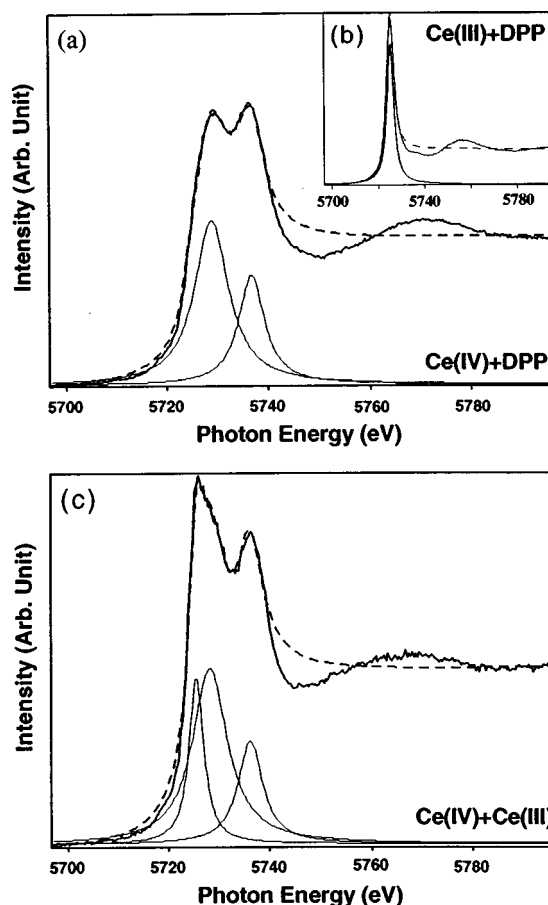 (a)
(b)
Ce(III)+DPP
5700 5740 5780
Intensity (Arb. Unit)
Ce(IV)+DPP
5700 5720 5740 5760 5780
Photon Energy (eV)
(c)
Intensity (Arb. Unit)
Ce(IV)+Ce(III)
5700 5720 5740 5760 5780
Photon Energy (eV)